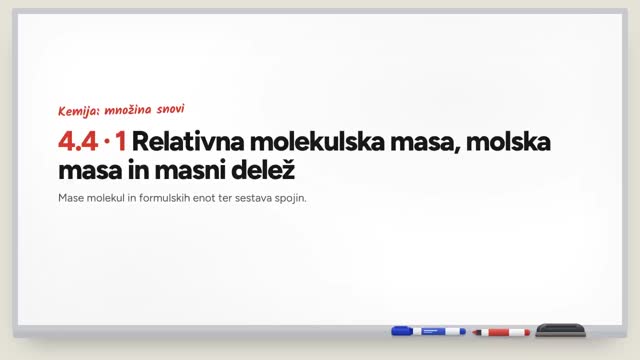 Kemija: množina snovi
4.4 · 1 Relativna molekulska masa, molska
masa in masni delež
Mase molekul in formulskih enot ter sestava spojin.